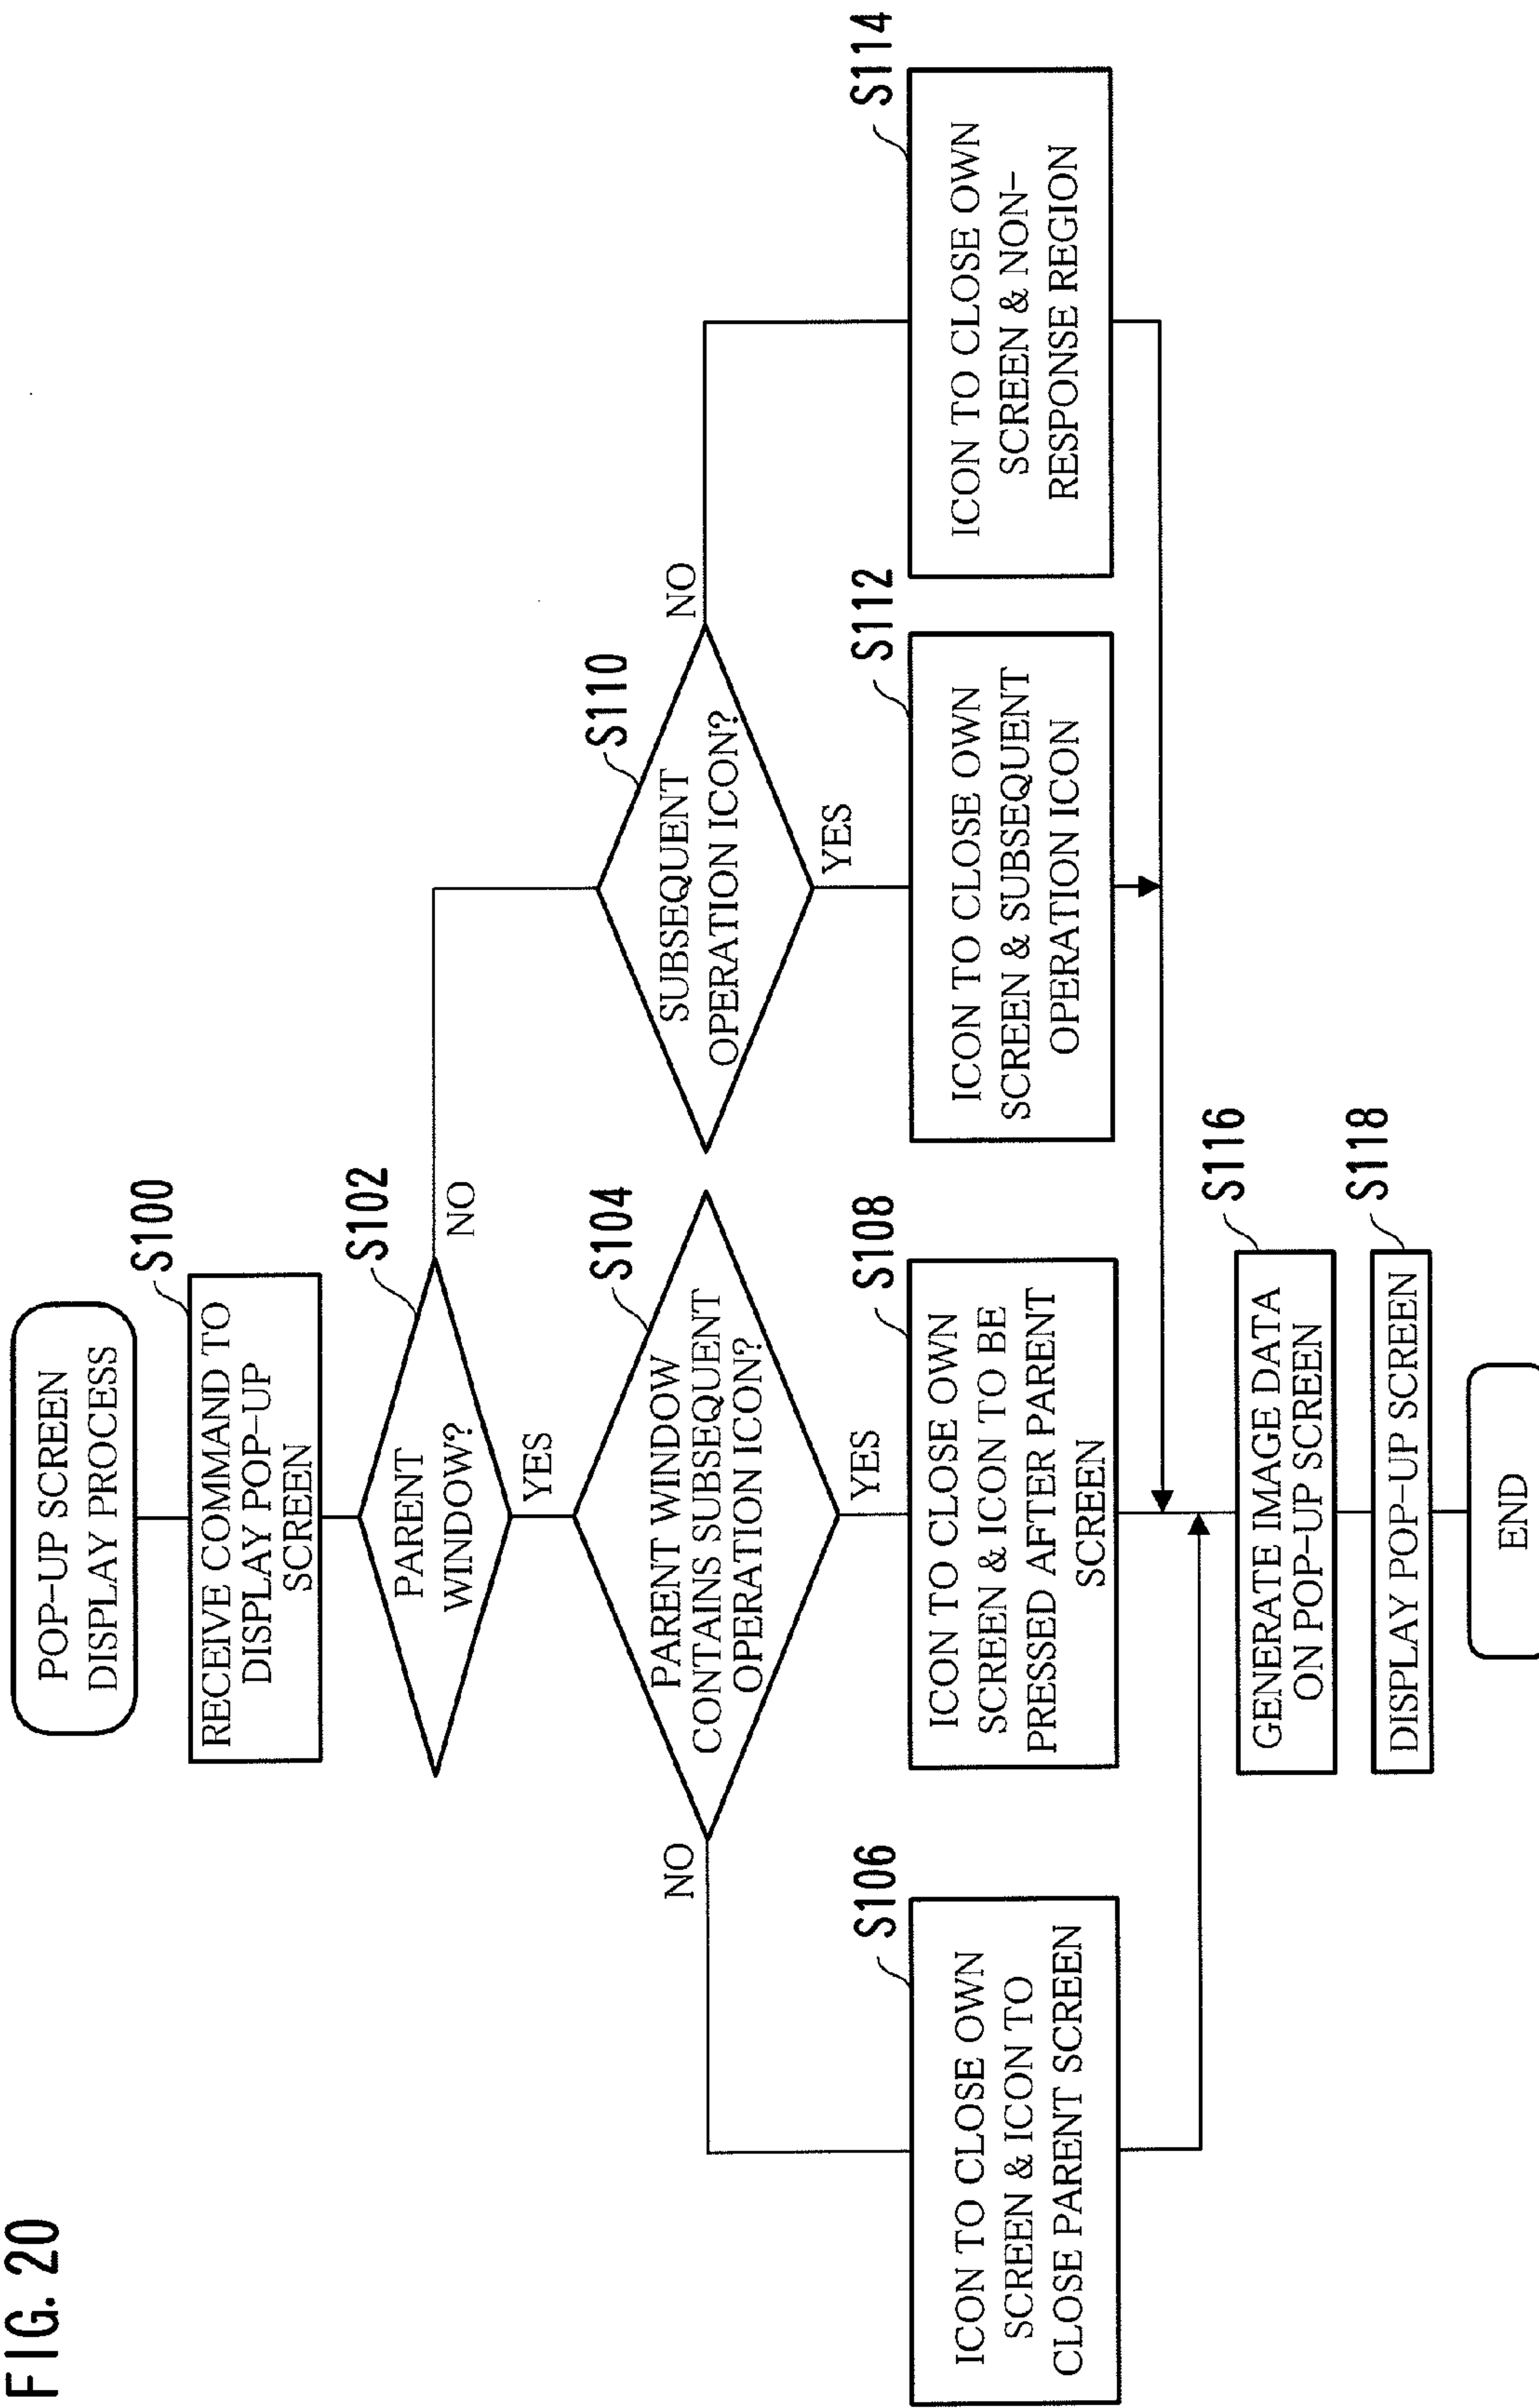 FIG. 20
POP-UP SCREEN
DISPLAY PROCESS
S100
RECEIVE COMMAND TO
DISPLAY POP-UP
SCREEN
S102
PARENT
WINDOW?
NO
YES
S104
PARENT WINDOW
CONTAINS SUBSEQUENT
OPERATION ICON?
NO
YES
S110
SUBSEQUENT
OPERATION ICON?
NO
YES
S106
ICON TO CLOSE OWN
SCREEN & ICON TO
CLOSE PARENT SCREEN
S108
ICON TO CLOSE OWN
SCREEN & ICON TO BE
PRESSED AFTER PARENT
SCREEN
S112
ICON TO CLOSE OWN
SCREEN & SUBSEQUENT
OPERATION ICON
S114
ICON TO CLOSE OWN
SCREEN & NON-
RESPONSE REGION
S116
GENERATE IMAGE DATA
ON POP-UP SCREEN
S118
DISPLAY POP-UP SCREEN
END